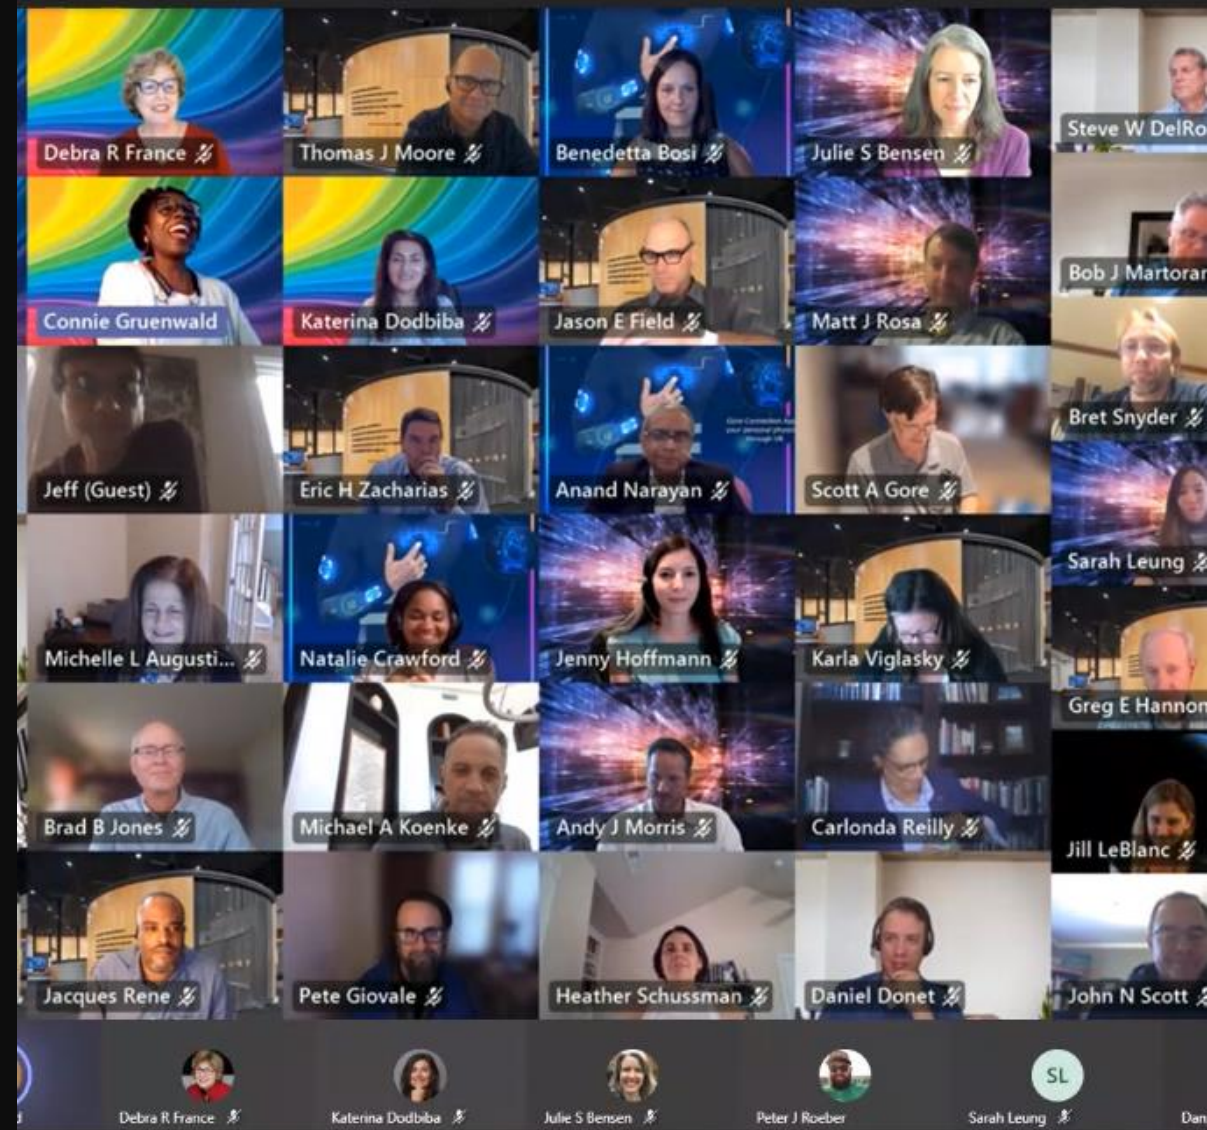 Debra R France
Thomas J Moore
Benedetta Bosi
Julie S Bensen
Steve W DelRo
Connie Gruenwald
Katerina Dodbiba
Jason E Field
Matt J Rosa
Bob J Martoran
Jeff (Guest)
Eric H Zacharias
Anand Narayan
Scott A Gore
Bret Snyder
Sarah Leung
Michelle L Augusti...
Natalie Crawford
Jenny Hoffmann
Karla Viglasky
Greg E Hannon
Brad B Jones
Michael A Koenke
Andy J Morris
Carlonda Reilly
Jill LeBlanc
Jacques Rene
Pete Giovale
Heather Schussman
Daniel Donet
John N Scott
SL
Debra R France
Katerina Dodbiba
Julie S Bensen
Peter J Roeber
Sarah Leung
Dan